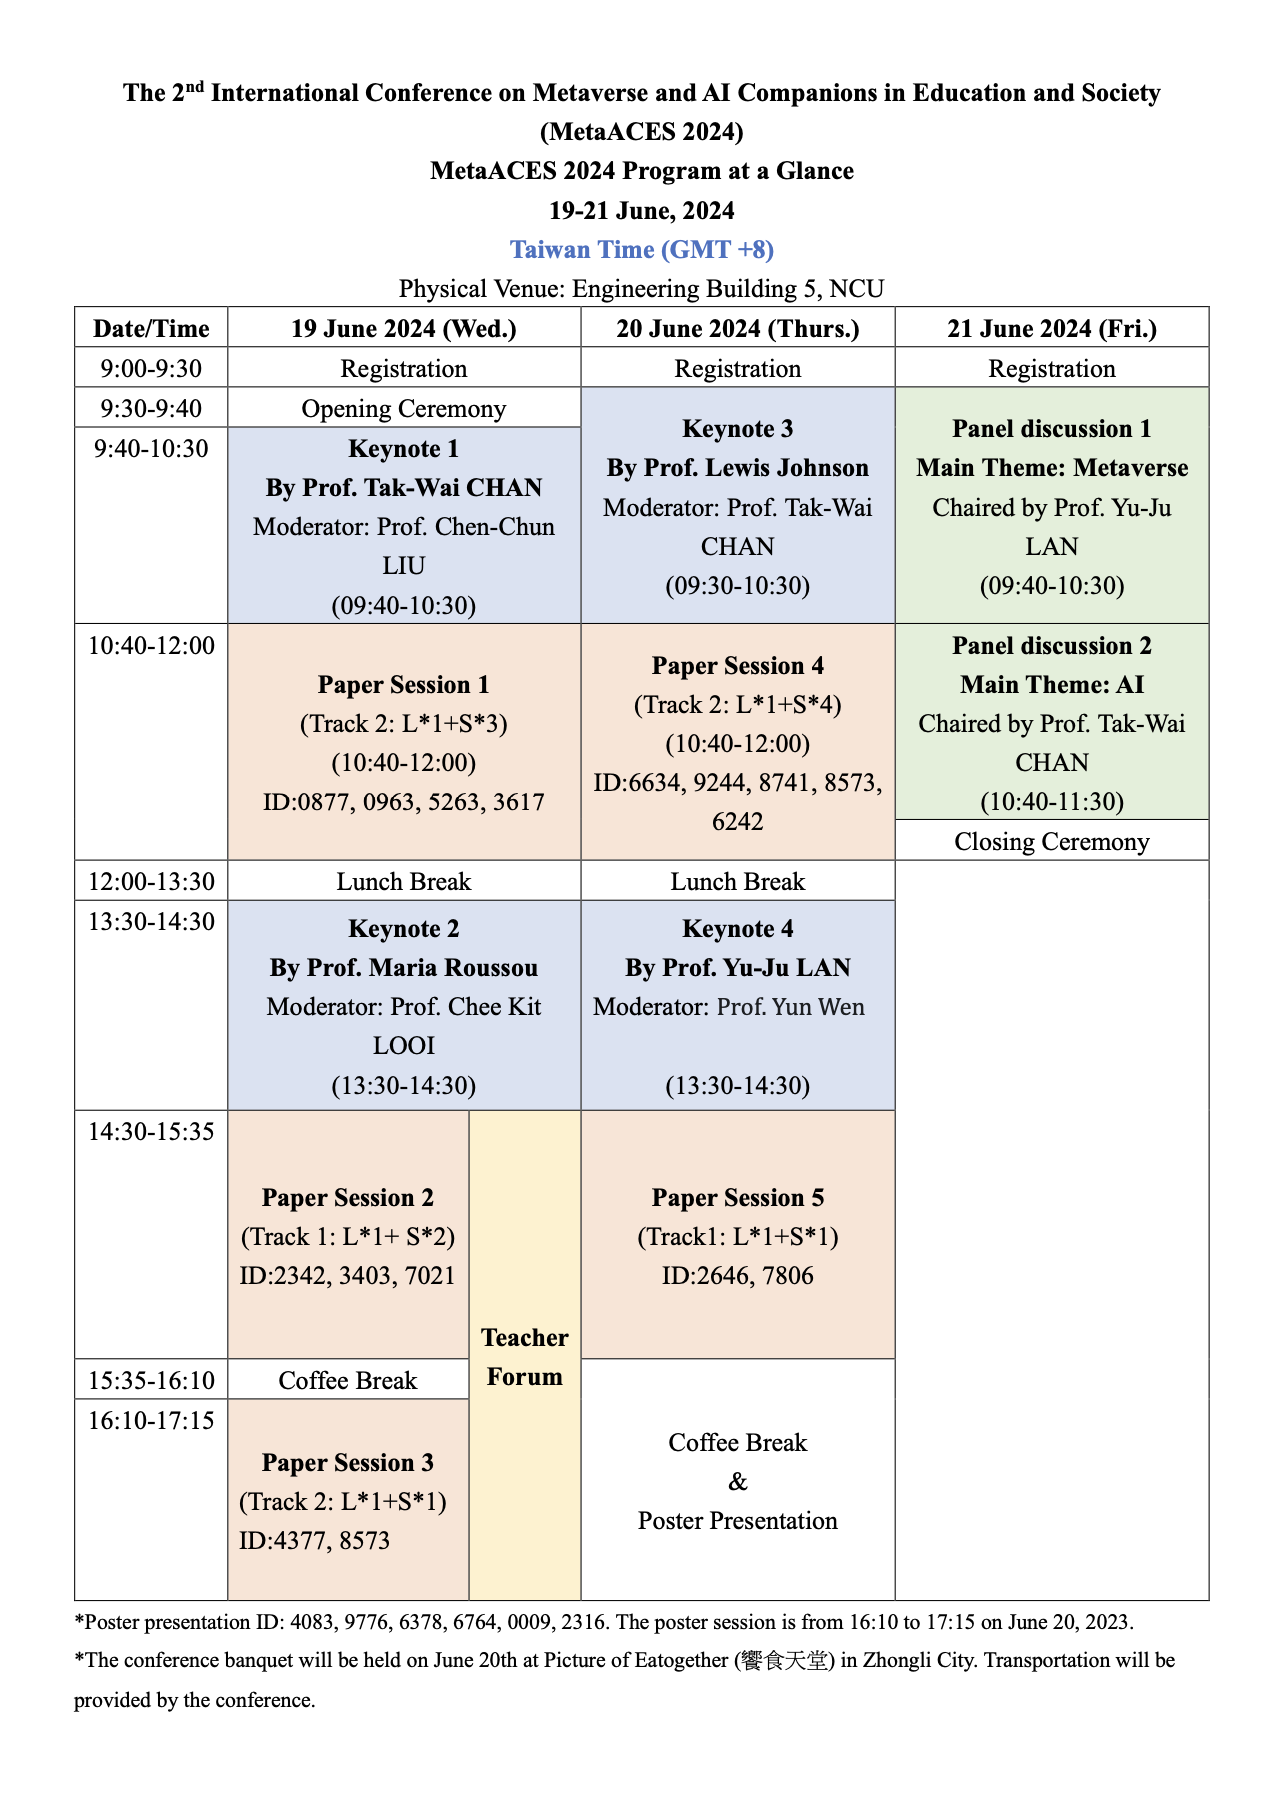 The 2nd International Conference on Metaverse and AI Companions in Education and Society
(MetaACES 2024)
MetaACES 2024 Program at a Glance
19-21 June, 2024
Taiwan Time (GMT +8)
Physical Venue: Engineering Building 5, NCU
Date/Time
19 June 2024 (Wed.)
20 June 2024 (Thurs.)
21 June 2024 (Fri.)
9:00-9:30
Registration
Registration
Registration
9:30-9:40
Opening Ceremony
Keynote 3
By Prof. Lewis Johnson
Moderator: Prof. Tak-Wai
CHAN
(09:30-10:30)
Panel discussion 1
Main Theme: Metaverse
Chaired by Prof. Yu-Ju
LAN
(09:40-10:30)
9:40-10:30
Keynote 1
By Prof. Tak-Wai CHAN
Moderator: Prof. Chen-Chun
LIU
(09:40-10:30)
10:40-12:00
Paper Session 1
(Track 2: L*1+S*3)
(10:40-12:00)
ID:0877, 0963, 5263, 3617
Paper Session 4
(Track 2: L*1+S*4)
(10:40-12:00)
ID:6634, 9244, 8741, 8573,
6242
Panel discussion 2
Main Theme: AI
Chaired by Prof. Tak-Wai
CHAN
(10:40-11:30)
Closing Ceremony
12:00-13:30
Lunch Break
Lunch Break
13:30-14:30
Keynote 2
By Prof. Maria Roussou
Moderator: Prof. Chee Kit
LOOI
(13:30-14:30)
Keynote 4
By Prof. Yu-Ju LAN
Moderator: Prof. Yun Wen
(13:30-14:30)
14:30-15:35
Paper Session 2
(Track 1: L*1+ S*2)
ID:2342, 3403, 7021
Teacher
Forum
Paper Session 5
(Track1: L*1+S*1)
ID:2646, 7806
15:35-16:10
Coffee Break
Coffee Break
&
Poster Presentation
16:10-17:15
Paper Session 3
(Track 2: L*1+S*1)
ID:4377, 8573
*Poster presentation ID: 4083, 9776, 6378, 6764, 0009, 2316. The poster session is from 16:10 to 17:15 on June 20, 2023.
*The conference banquet will be held on June 20th at Picture of Eatogether (饗食天堂) in Zhongli City. Transportation will be
provided by the conference.